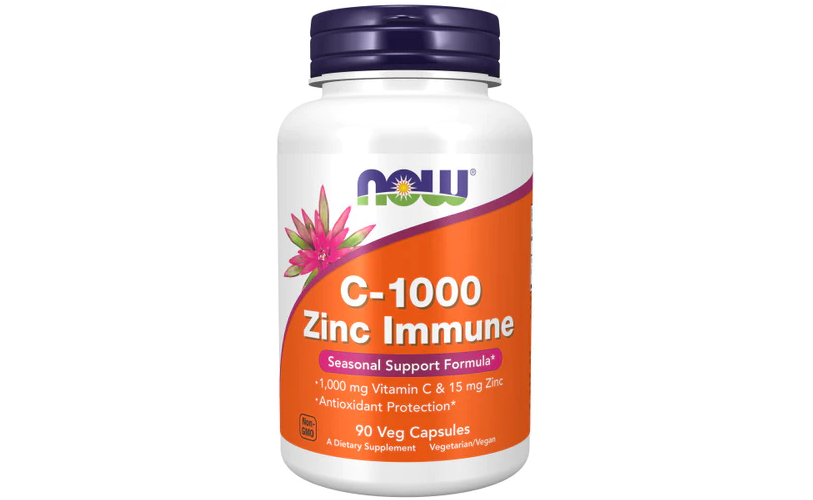 NOW®
C-1000
Zinc Immune
Seasonal Support Formula*
•1,000 mg Vitamin C & 15 mg Zinc
•Antioxidant Protection*
Non-
GMO
90 Veg Capsules
A Dietary Supplement Vegetarian/Vegan